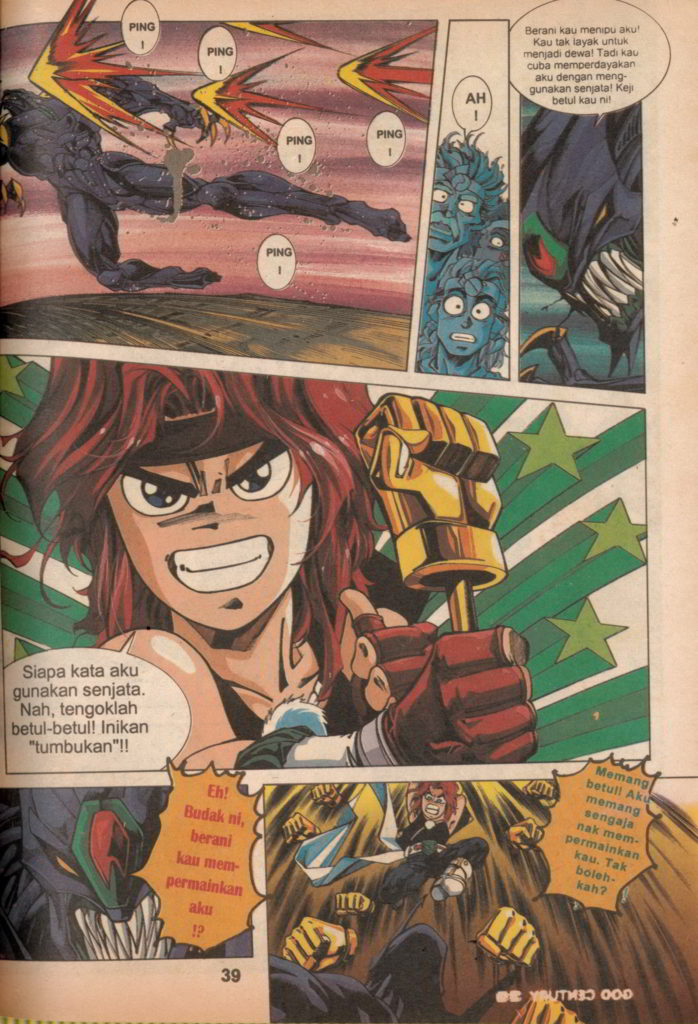 PING
!
PING
!
PING
!
PING
!
PING
!
AH
!
Berani kau menipu aku!
Kau tak layak untuk
menjadi dewa! Tadi kau
cuba memperdayakan
aku dengan meng-
gunakan senjata! Keji
betul kau ni!
Siapa kata aku
gunakan senjata.
Nah, tengoklah
betul-betul! Inikan
"tumbukan"!!
Eh!
Budak ni,
berani
kau mem-
permainkan
aku
!?
Memang
betul! Aku
memang
sengaja
nak mem-
permainkan
kau. Tak
boleh-
kah?
39
GOD CENTURY 38